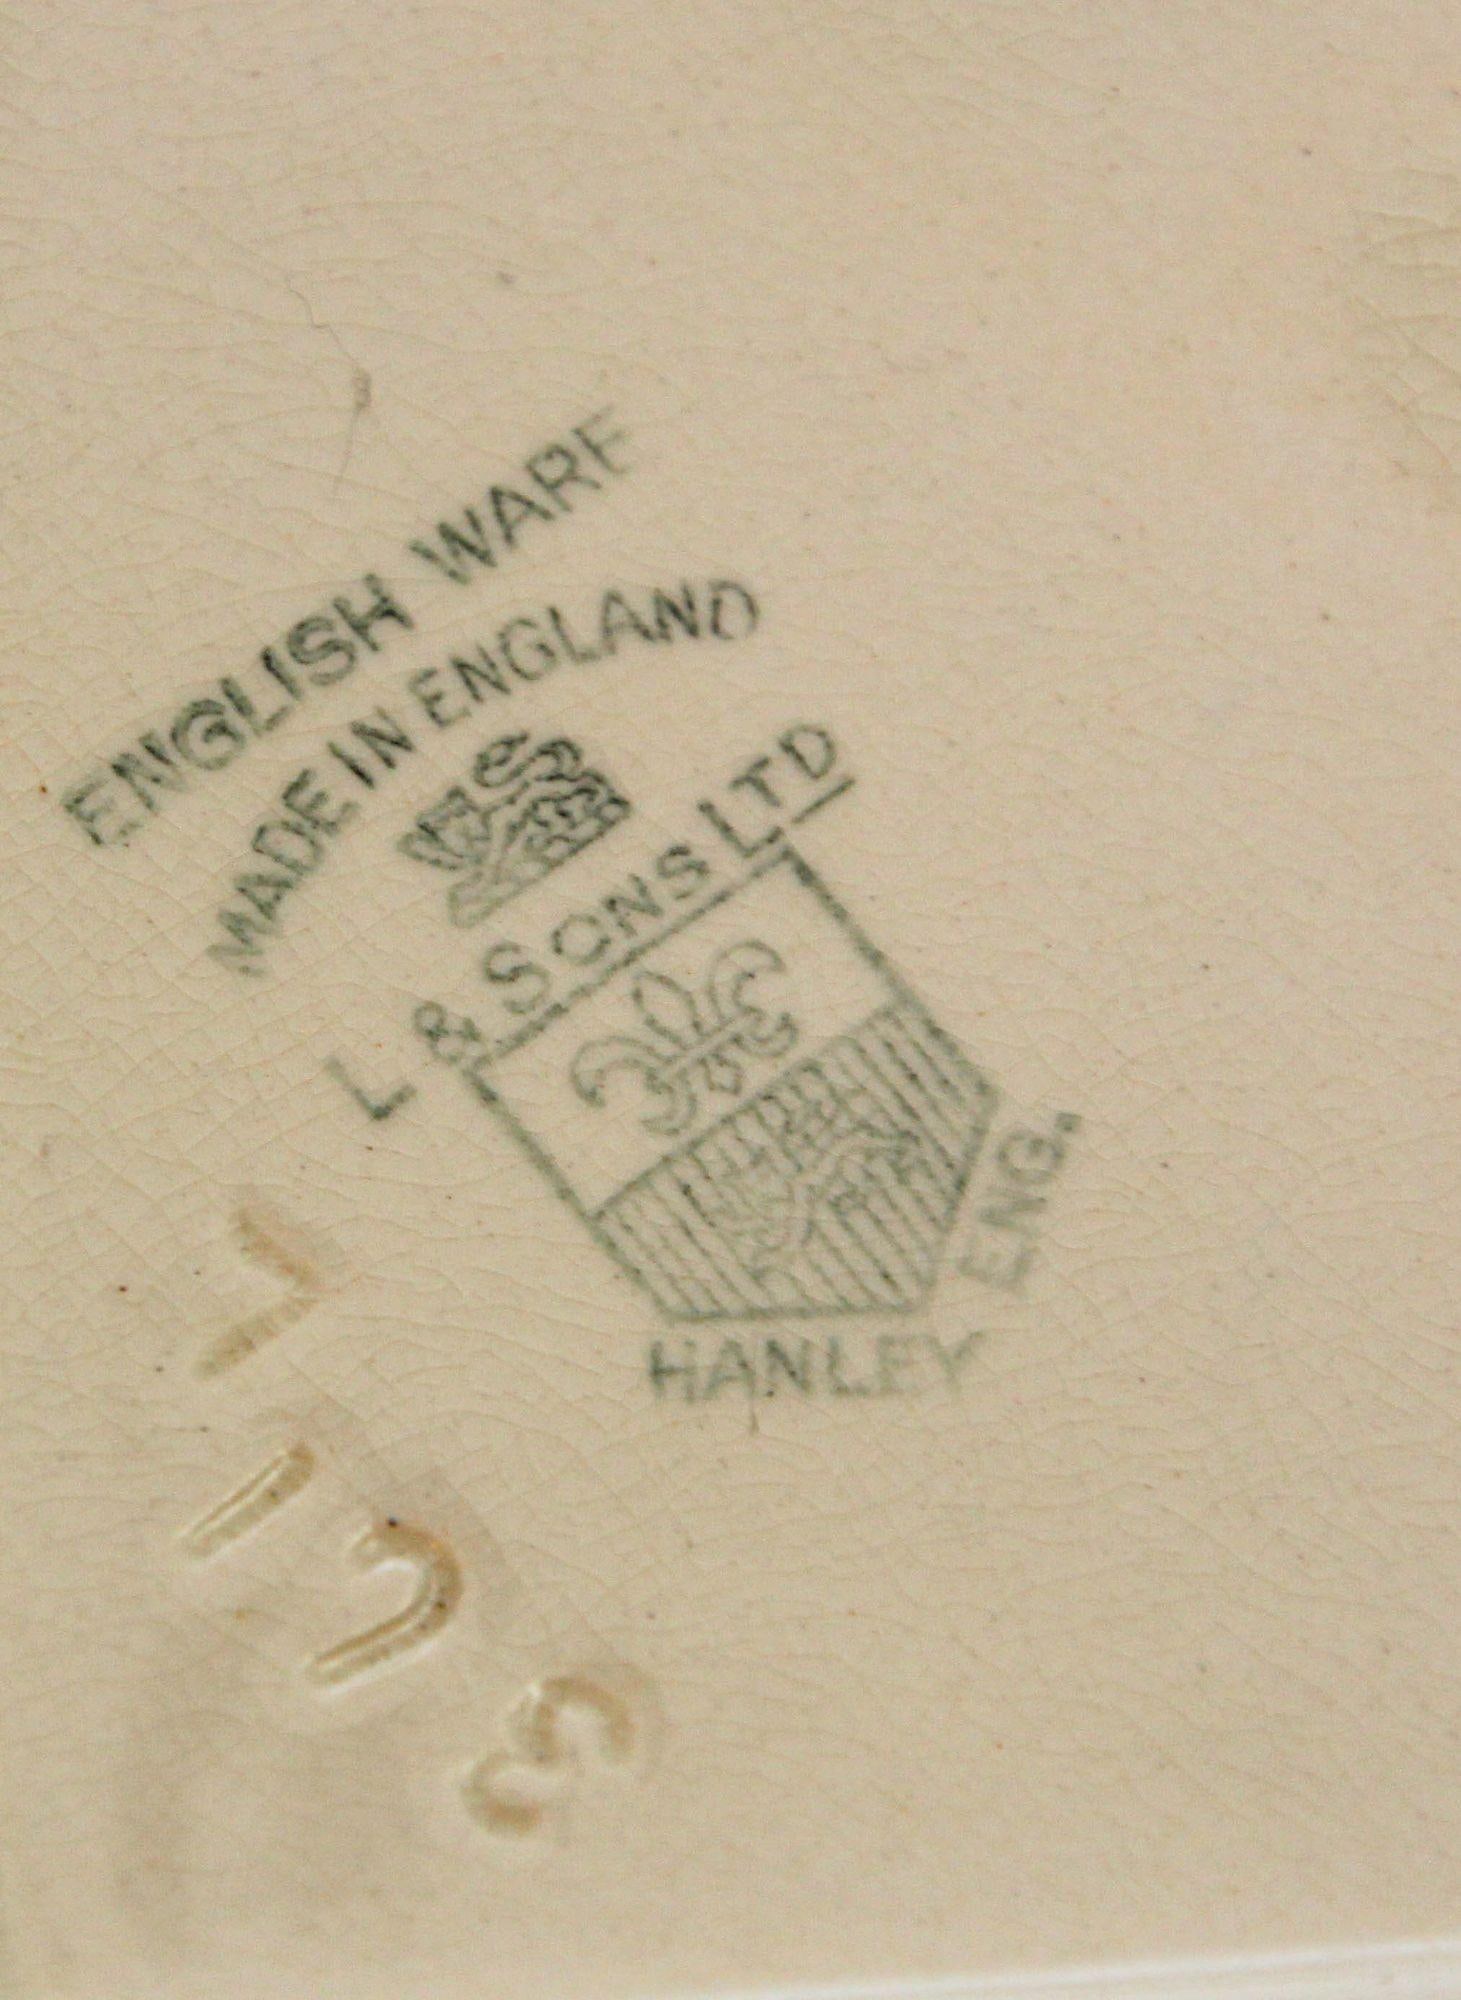 ENGLISH WARE
MADE IN ENGLAND
L & SONS LTD
HANLEY
ENG.